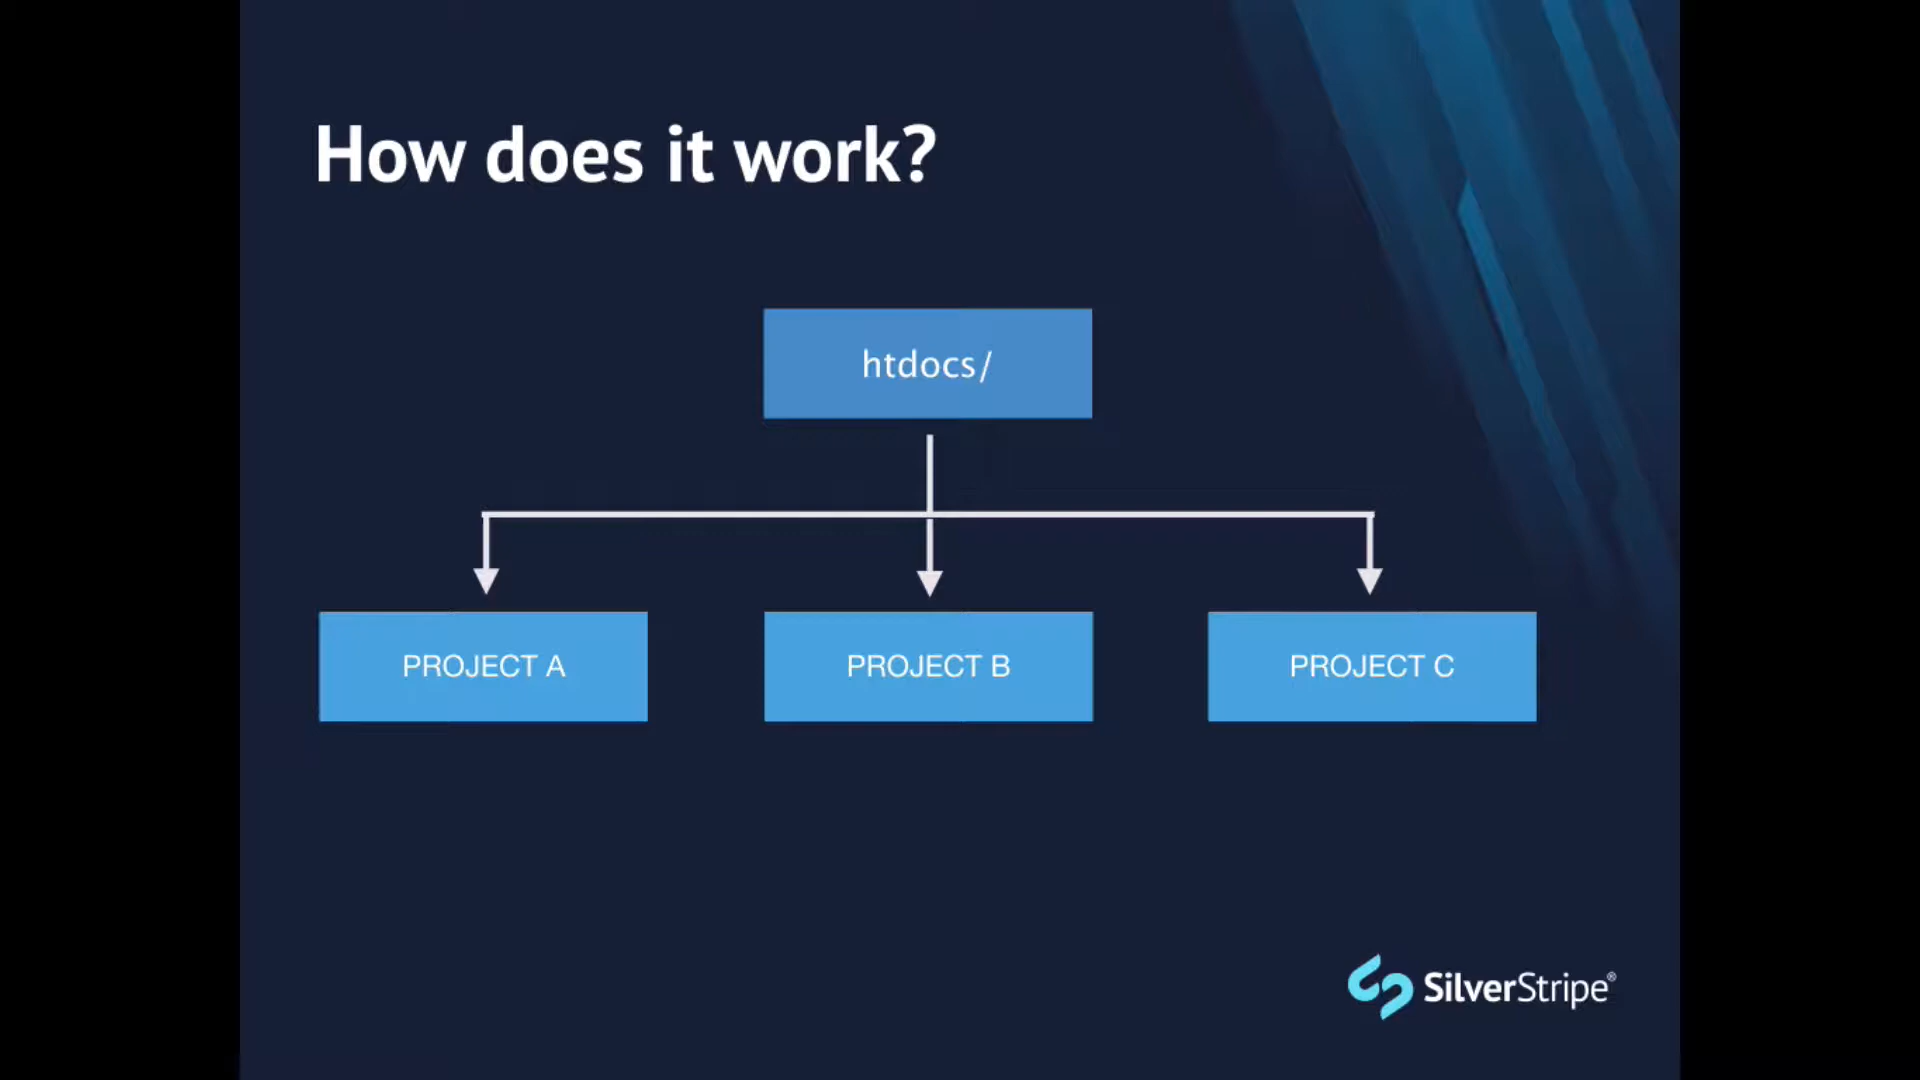 How does it work?
htdocs/
PROJECT A
PROJECT B
PROJECT C
SilverStripe®